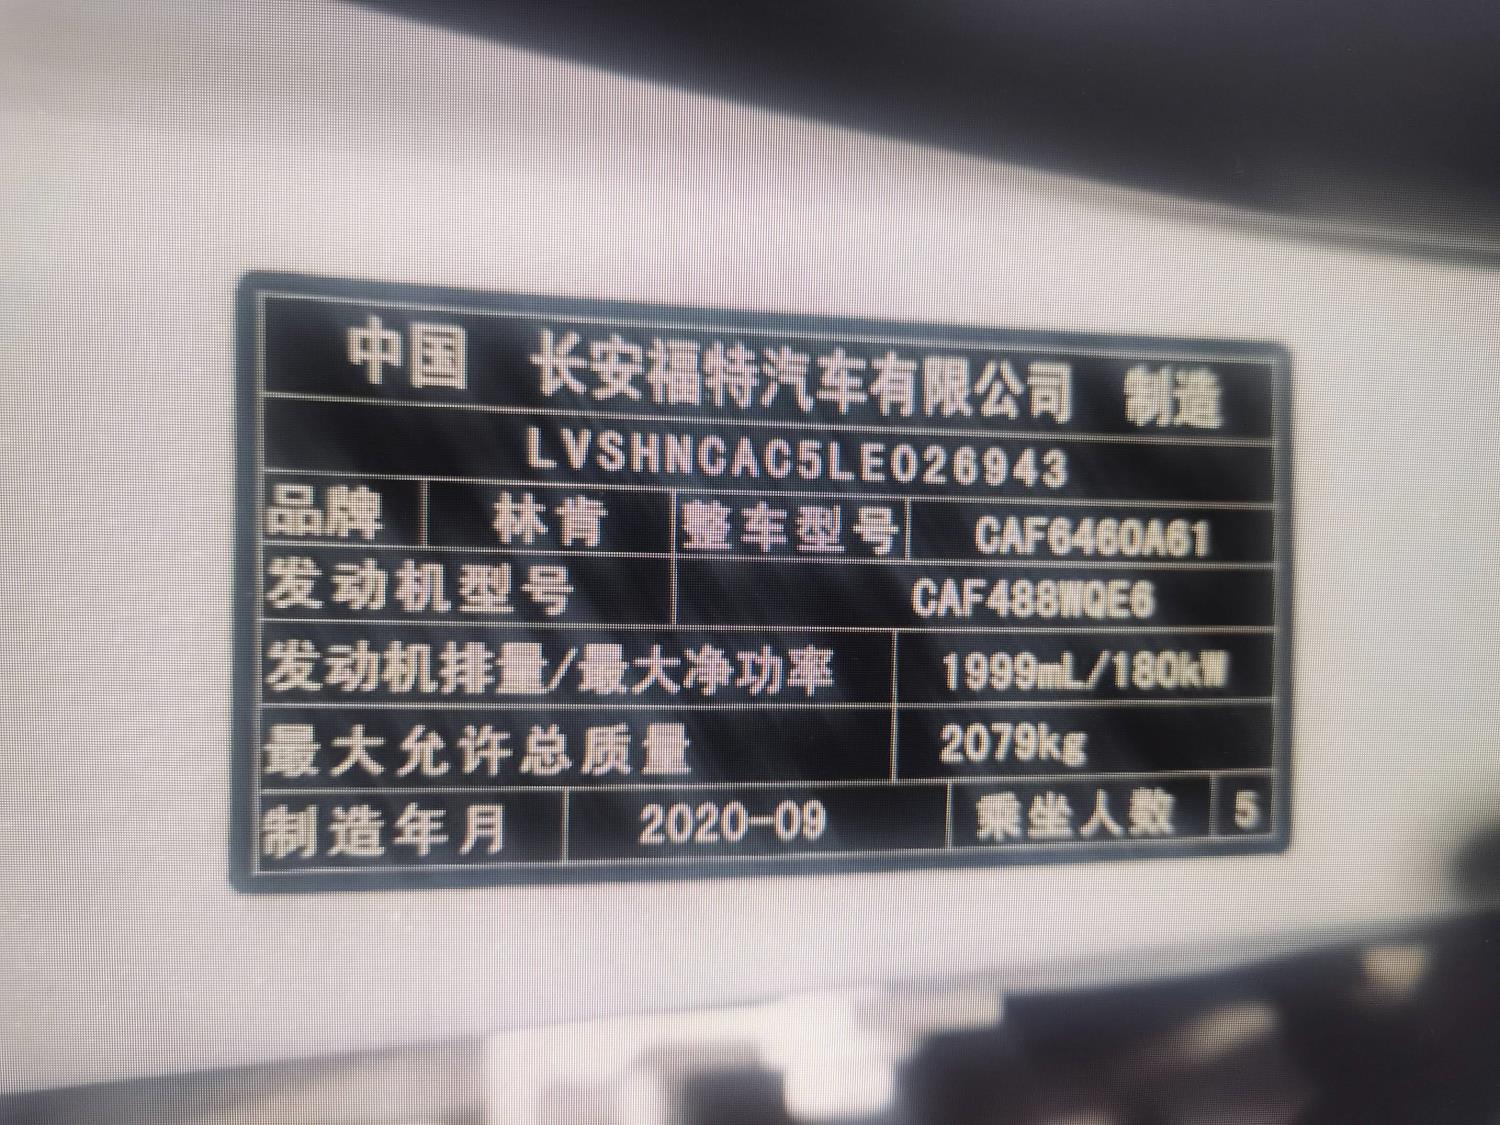 中国 长安福特汽车有限公司 制造
LVSHNCAC5LE026943
品牌 林肯 整车型号 CAF6460A61
发动机型号 CAF488WQE6
发动机排量/最大净功率 1999mL/180kW
最大允许总质量 2079kg
制造年月 2020-09 乘坐人数 5